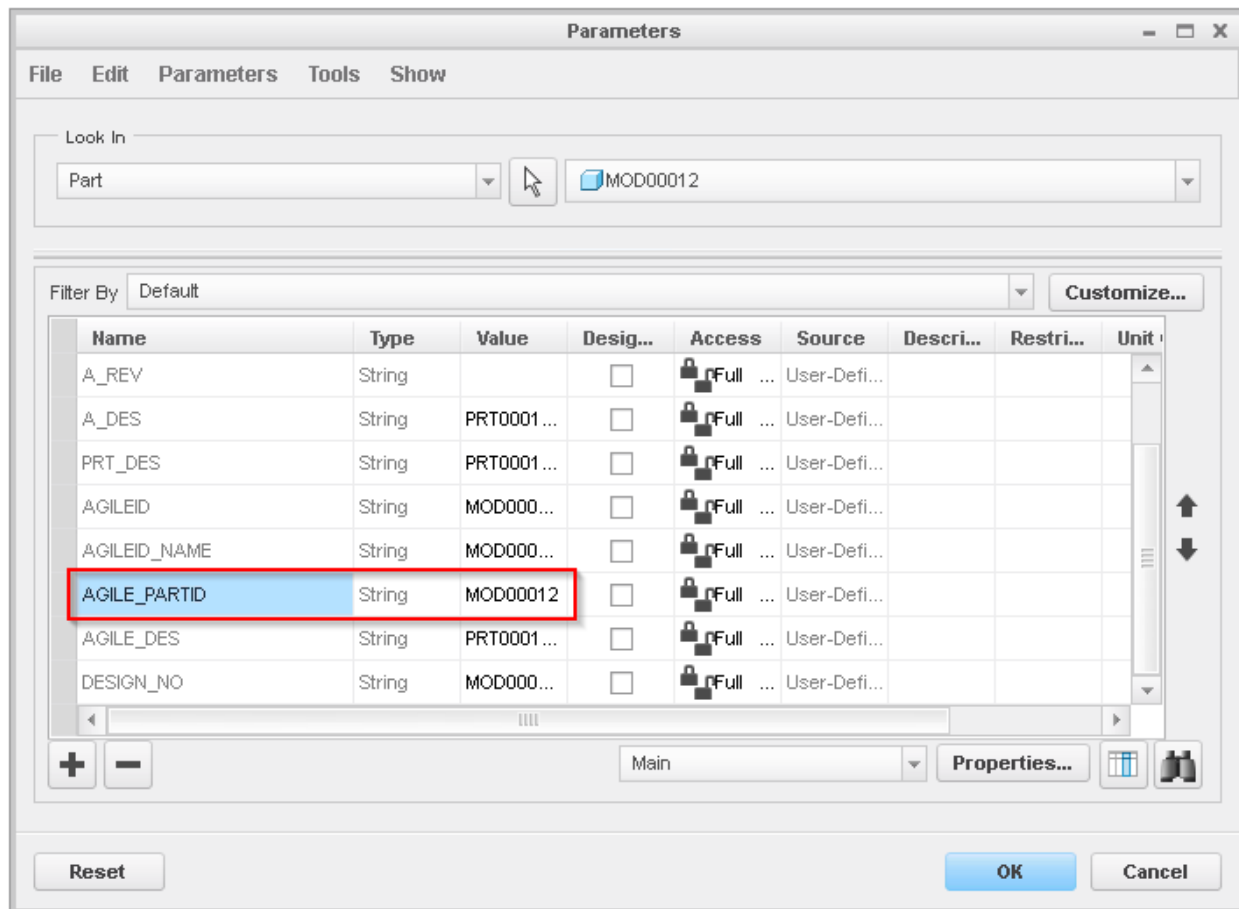 Parameters
File Edit Parameters Tools Show
Look In
Part MOD00012
Filter By Default Customize...
Name Type Value Desig... Access Source Descri... Restri... Unit
A_REV String Full ... User-Defi...
A_DES String PRT0001... Full ... User-Defi...
PRT_DES String PRT0001... Full ... User-Defi...
AGILEID String MOD000... Full ... User-Defi...
AGILEID_NAME String MOD000... Full ... User-Defi...
AGILE_PARTID String MOD00012 Full ... User-Defi...
AGILE_DES String PRT0001... Full ... User-Defi...
DESIGN_NO String MOD000... Full ... User-Defi...
Main Properties...
Reset OK Cancel